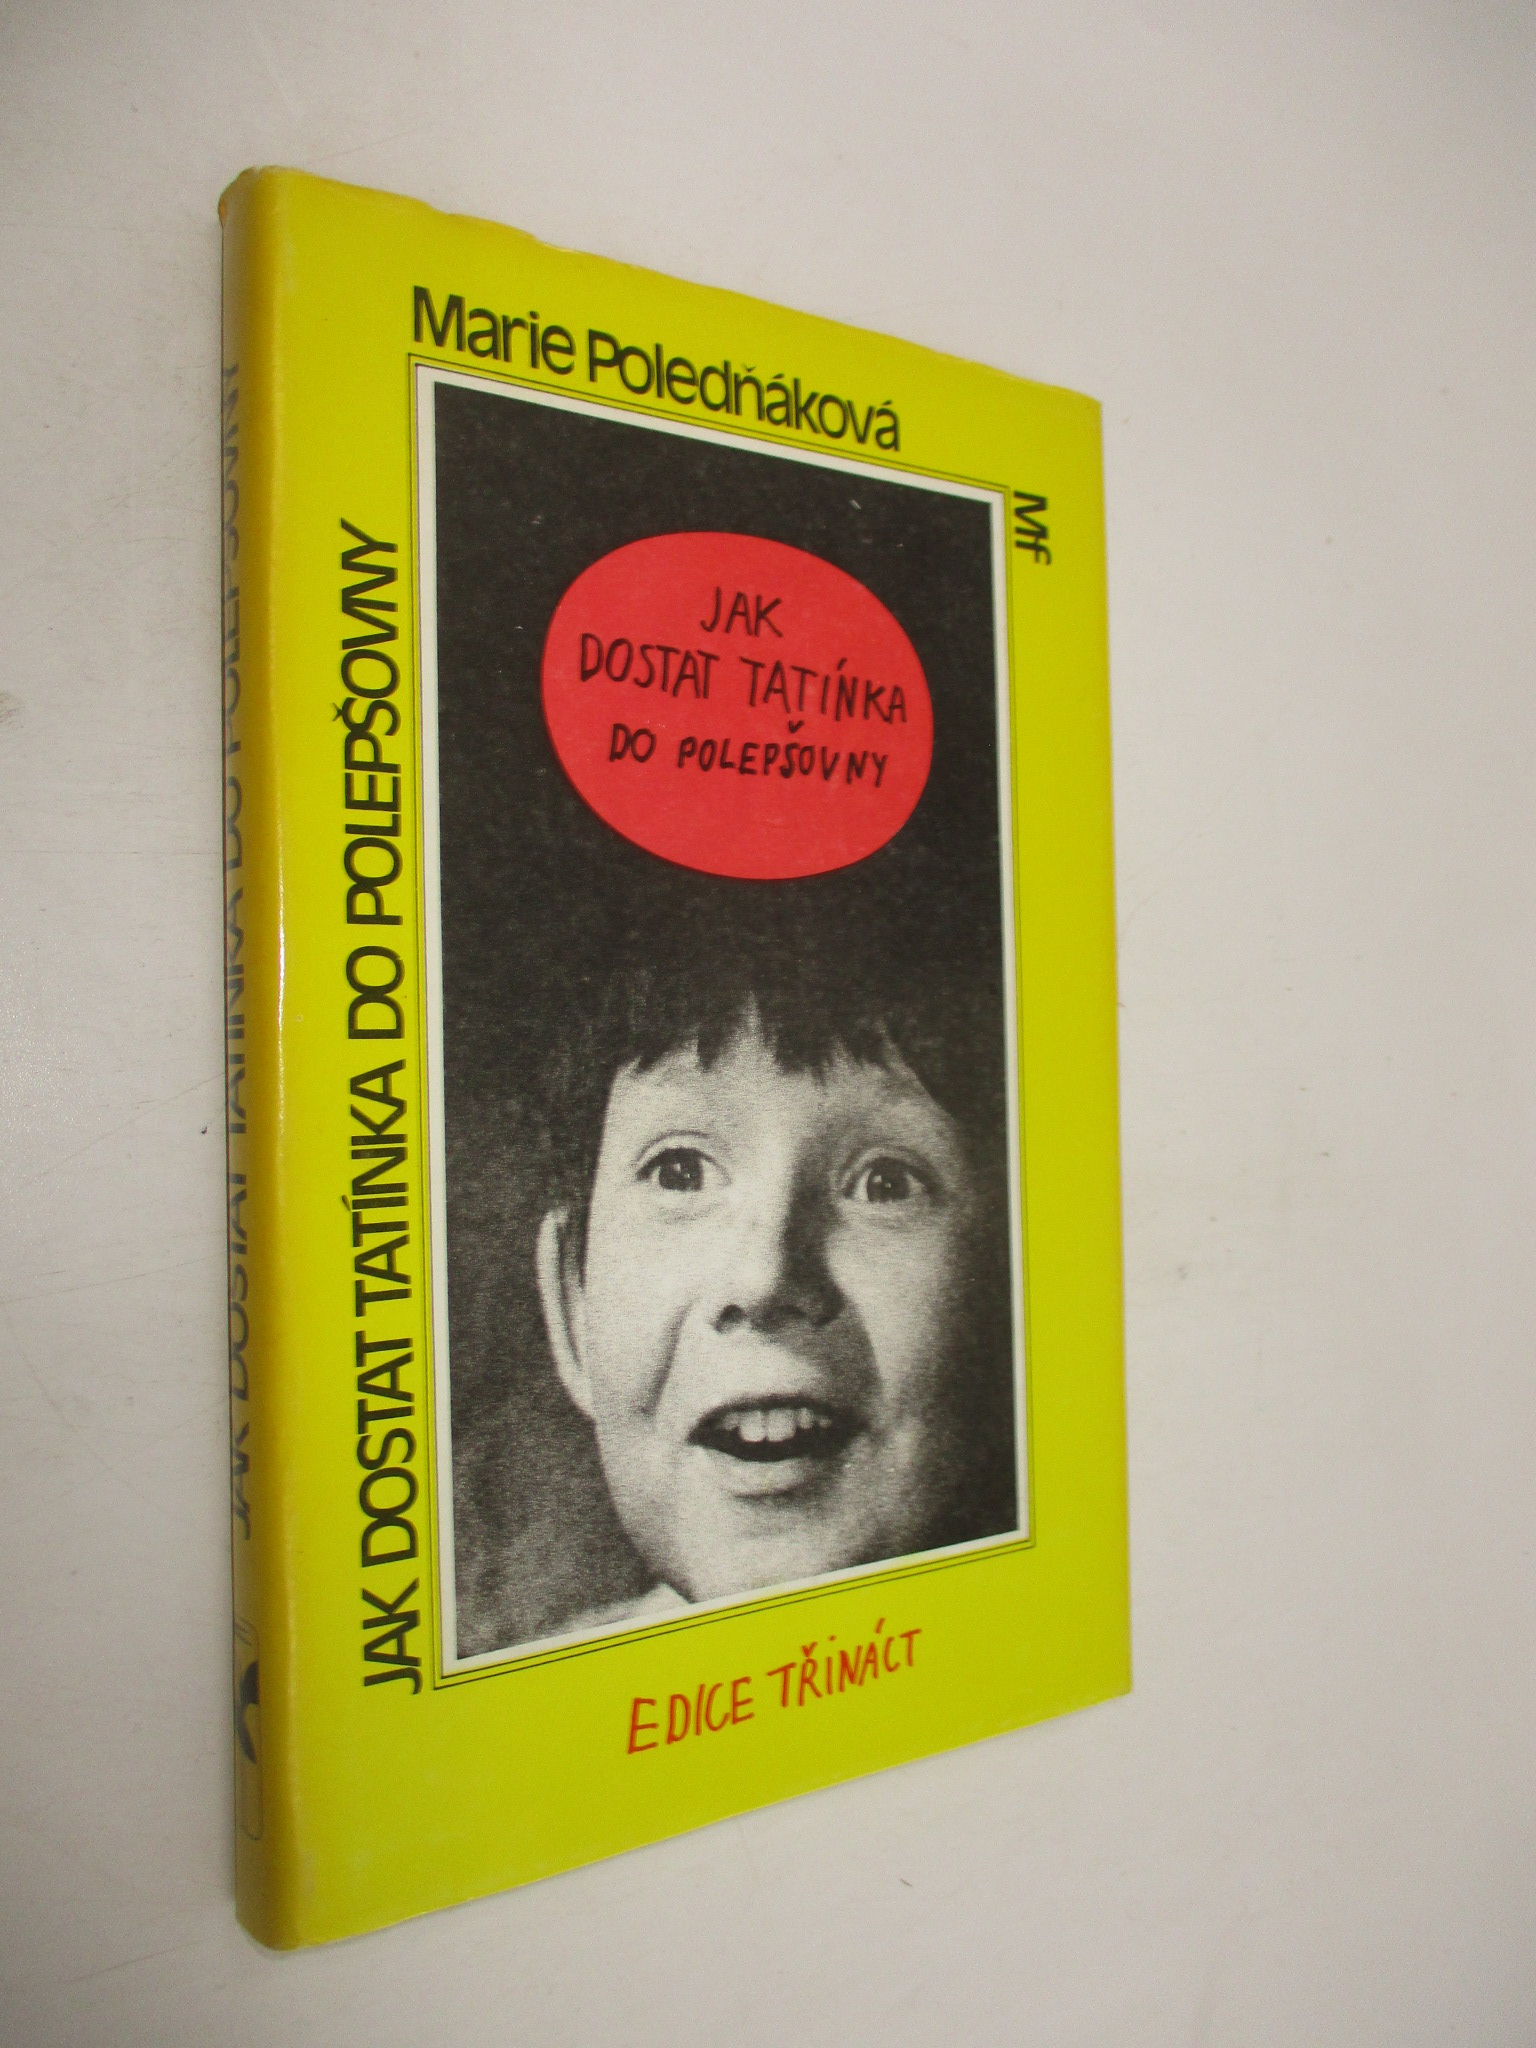 Marie Poledňáková
Mf
JAK DOSTAT TATÍNKA DO POLEPŠOVNY
JAK
DOSTAT TATÍNKA
DO POLEPŠOVNY
EDICE TŘINÁCT
JAK DOSTAT TATÍNKA DO POLEPŠOVNY